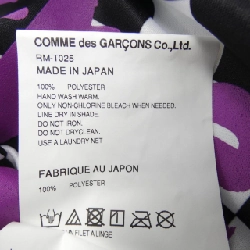 COMME des GARÇONS Co.,Ltd.
RM-1025
MADE IN JAPAN
100% POLYESTER
HAND WASH WARM.
ONLY NON-CHLORINE BLEACH WHEN NEEDED.
LINE DRY IN SHADE.
DO NOT IRON.
DO NOT DRYCLEAN.
USE A LAUNDRY NET
FABRIQUE AU JAPON
100% POLYESTER
FILET A LINGE